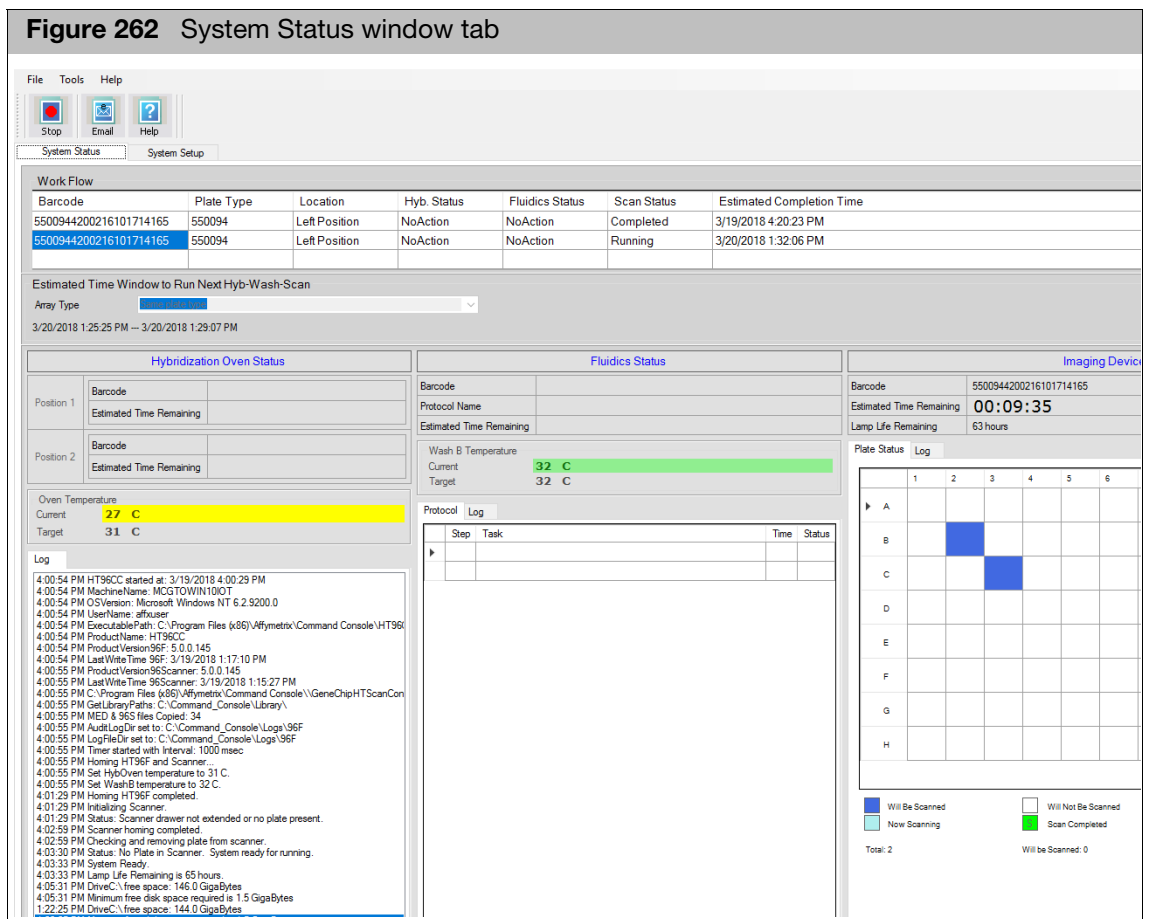 Figure 262 System Status window tab
File Tools Help
Stop Email Help
System Status System Setup
Work Flow
Barcode Plate Type Location Hyb. Status Fluidics Status Scan Status Estimated Completion Time
5500944200216101714165 550094 Left Position NoAction NoAction Completed 3/19/2018 4:20:23 PM
5500944200216101714165 550094 Left Position NoAction NoAction Running 3/20/2018 1:32:06 PM
Estimated Time Window to Run Next Hyb-Wash-Scan
Array Type
3/20/2018 1:25:25 PM --- 3/20/2018 1:29:07 PM
Hybridization Oven Status
Position 1
Barcode
Estimated Time Remaining
Position 2
Barcode
Estimated Time Remaining
Oven Temperature
Current 27 C
Target 31 C
Log
4:00:54 PM HT96CC started at: 3/19/2018 4:00:29 PM
4:00:54 PM MachineName: MCGTOWIN10IOT
4:00:54 PM OSVersion: Microsoft Windows NT 6.2.9200.0
4:00:54 PM UserName: affxuser
4:00:54 PM ExecutablePath: C:\Program Files (x86)\Affymetrix\Command Console\HT96
4:00:54 PM ProductName: HT96CC
4:00:54 PM ProductVersion96F: 5.0.0.145
4:00:54 PM LastWriteTime 96F: 3/19/2018 1:17:10 PM
4:00:55 PM ProductVersion96Scanner: 5.0.0.145
4:00:55 PM LastWriteTime 96Scanner: 3/19/2018 1:15:27 PM
4:00:55 PM C:\Program Files (x86)\Affymetrix\Command Console\\GeneChipHTScanCon
4:00:55 PM GetLibraryPaths: C:\Command_Console\Library\
4:00:55 PM MED & 96S files Copied: 34
4:00:55 PM AuditLogDir set to: C:\Command_Console\Logs\96F
4:00:55 PM LogFileDir set to: C:\Command_Console\Logs\96F
4:00:55 PM Timer started with Interval: 1000 msec
4:00:55 PM Homing HT96F and Scanner...
4:00:55 PM Set HybOven temperature to 31 C.
4:00:55 PM Set WashB temperature to 32 C.
4:01:29 PM Homing HT96F completed.
4:01:29 PM Initializing Scanner.
4:01:29 PM Status: Scanner drawer not extended or no plate present.
4:02:59 PM Scanner homing completed.
4:02:59 PM Checking and removing plate from scanner.
4:03:30 PM Status: No Plate in Scanner. System ready for running.
4:03:33 PM System Ready.
4:03:33 PM Lamp Life Remaining is 65 hours.
4:05:31 PM DriveC:\ free space: 146.0 GigaBytes
4:05:31 PM Minimum free disk space required is 1.5 GigaBytes
1:22:25 PM DriveC:\ free space: 144.0 GigaBytes
Fluidics Status
Barcode
Protocol Name
Estimated Time Remaining
Wash B Temperature
Current 32 C
Target 32 C
Protocol Log
Step Task Time Status
Imaging Device
Barcode 5500944200216101714165
Estimated Time Remaining 00:09:35
Lamp Life Remaining 63 hours
Plate Status Log
1 2 3 4 5 6
A
B
C
D
E
F
G
H
Will Be Scanned Will Not Be Scanned
Now Scanning S Scan Completed
Total: 2 Will be Scanned: 0